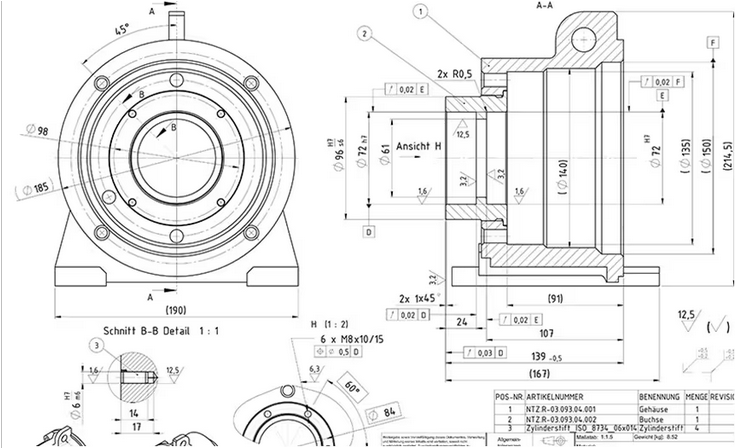 A
A-A
45°
1
2
2x R0,5
F
0,02 F
0,02 E
E
B
B
⌀ 98
(⌀ 185)
⌀ 96 H7/s6
⌀ 72 h7
⌀ 61
12,5
Ansicht H
3,2
3,2
1,6
1,6
(⌀ 140)
⌀ 72 H7
(⌀ 135)
(⌀ 150)
(214,5)
D
A
(190)
3,2
2x 1x45°
0,02 D
24
0,02 E
(91)
107
0,03 D
139 -0,5
(167)
12,5
(√)
Schnitt B-B Detail 1 : 1
3
1,6
12,5
⌀ 6 H7/m6
14
17
H (1 : 2)
6 x M8x10/15
⌀ 0,5 D
6,3
60°
⌀ 84
POS-NR. ARTIKELNUMMER BENENNUNG MENGE REVISI
1 NTZ.R-03.093.04.001 Gehäuse 1
2 NTZ.R-03.093.04.002 Buchse 1
3 Zylinderstift_ISO_8734_06x014 Zylinderstift 4
Allgemein-
Maßstab: 1:1.5
Gewicht [kg]: 8.52